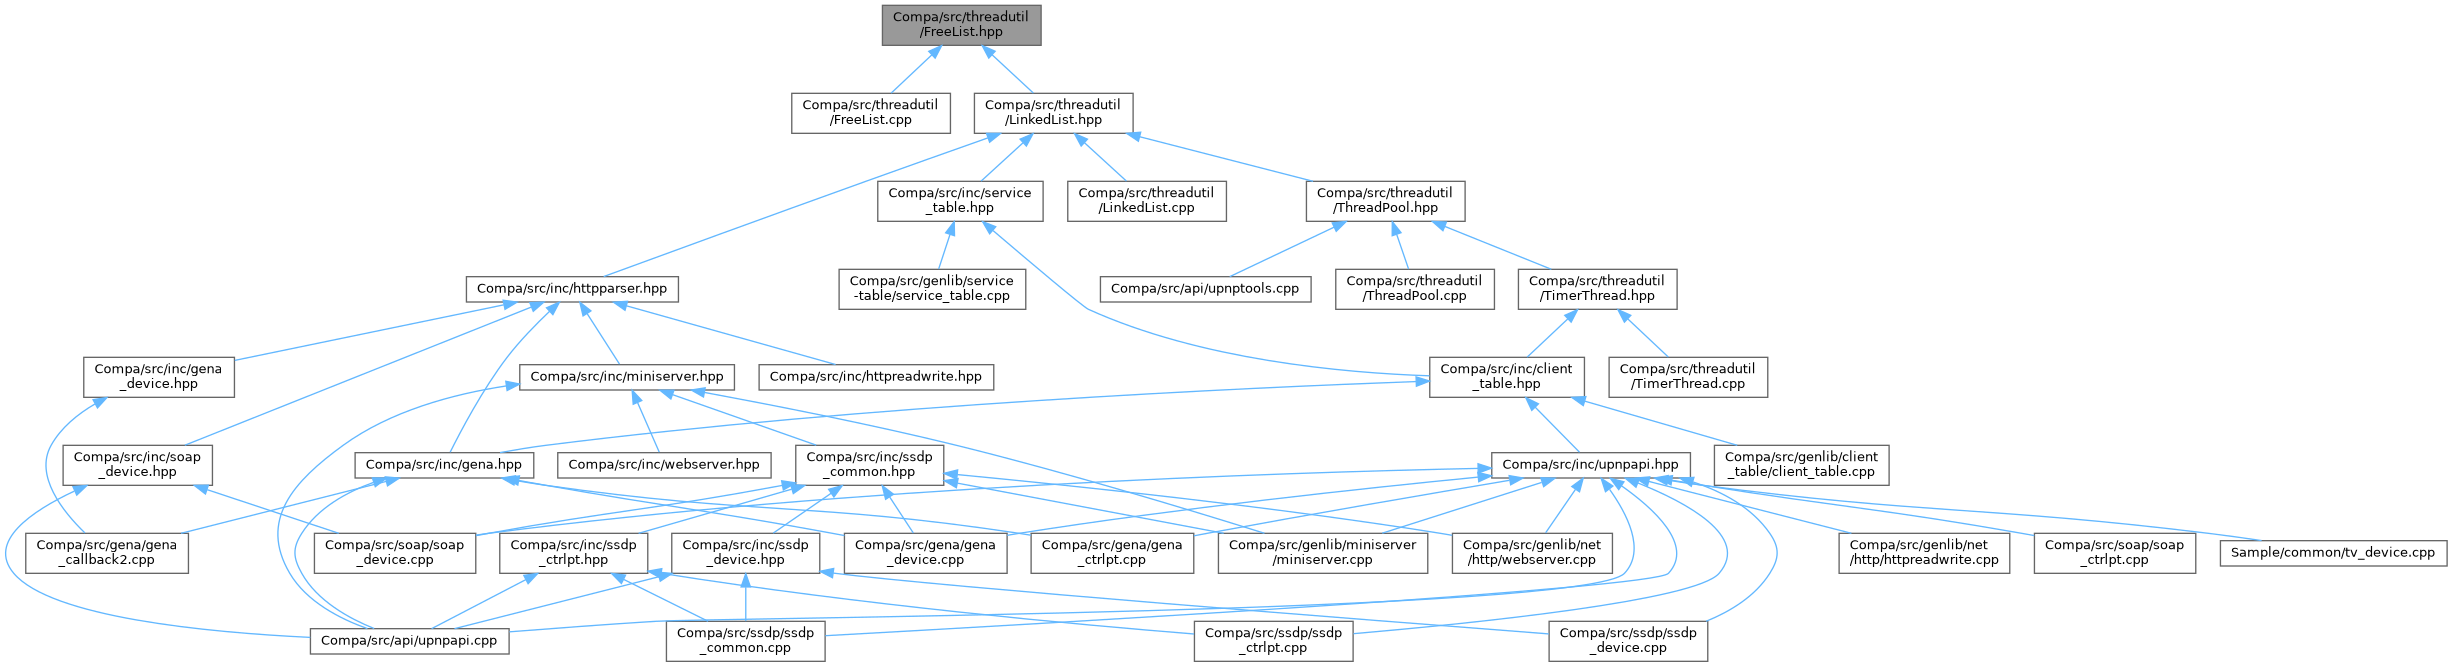 Compa/src/threadutil
/FreeList.hpp
Compa/src/threadutil
/FreeList.cpp
Compa/src/threadutil
/LinkedList.hpp
Compa/src/inc/service
_table.hpp
Compa/src/threadutil
/LinkedList.cpp
Compa/src/threadutil
/ThreadPool.hpp
Compa/src/inc/httpparser.hpp
Compa/src/genlib/service
-table/service_table.cpp
Compa/src/api/upnptools.cpp
Compa/src/threadutil
/ThreadPool.cpp
Compa/src/threadutil
/TimerThread.hpp
Compa/src/inc/gena
_device.hpp
Compa/src/inc/miniserver.hpp
Compa/src/inc/httpreadwrite.hpp
Compa/src/inc/client
_table.hpp
Compa/src/threadutil
/TimerThread.cpp
Compa/src/inc/soap
_device.hpp
Compa/src/inc/gena.hpp
Compa/src/inc/webserver.hpp
Compa/src/inc/ssdp
_common.hpp
Compa/src/inc/upnpapi.hpp
Compa/src/genlib/client
_table/client_table.cpp
Compa/src/gena/gena
_callback2.cpp
Compa/src/soap/soap
_device.cpp
Compa/src/inc/ssdp
_ctrlpt.hpp
Compa/src/inc/ssdp
_device.hpp
Compa/src/gena/gena
_device.cpp
Compa/src/gena/gena
_ctrlpt.cpp
Compa/src/genlib/miniserver
/miniserver.cpp
Compa/src/genlib/net
/http/webserver.cpp
Compa/src/genlib/net
/http/httpreadwrite.cpp
Compa/src/soap/soap
_ctrlpt.cpp
Sample/common/tv_device.cpp
Compa/src/api/upnpapi.cpp
Compa/src/ssdp/ssdp
_common.cpp
Compa/src/ssdp/ssdp
_ctrlpt.cpp
Compa/src/ssdp/ssdp
_device.cpp